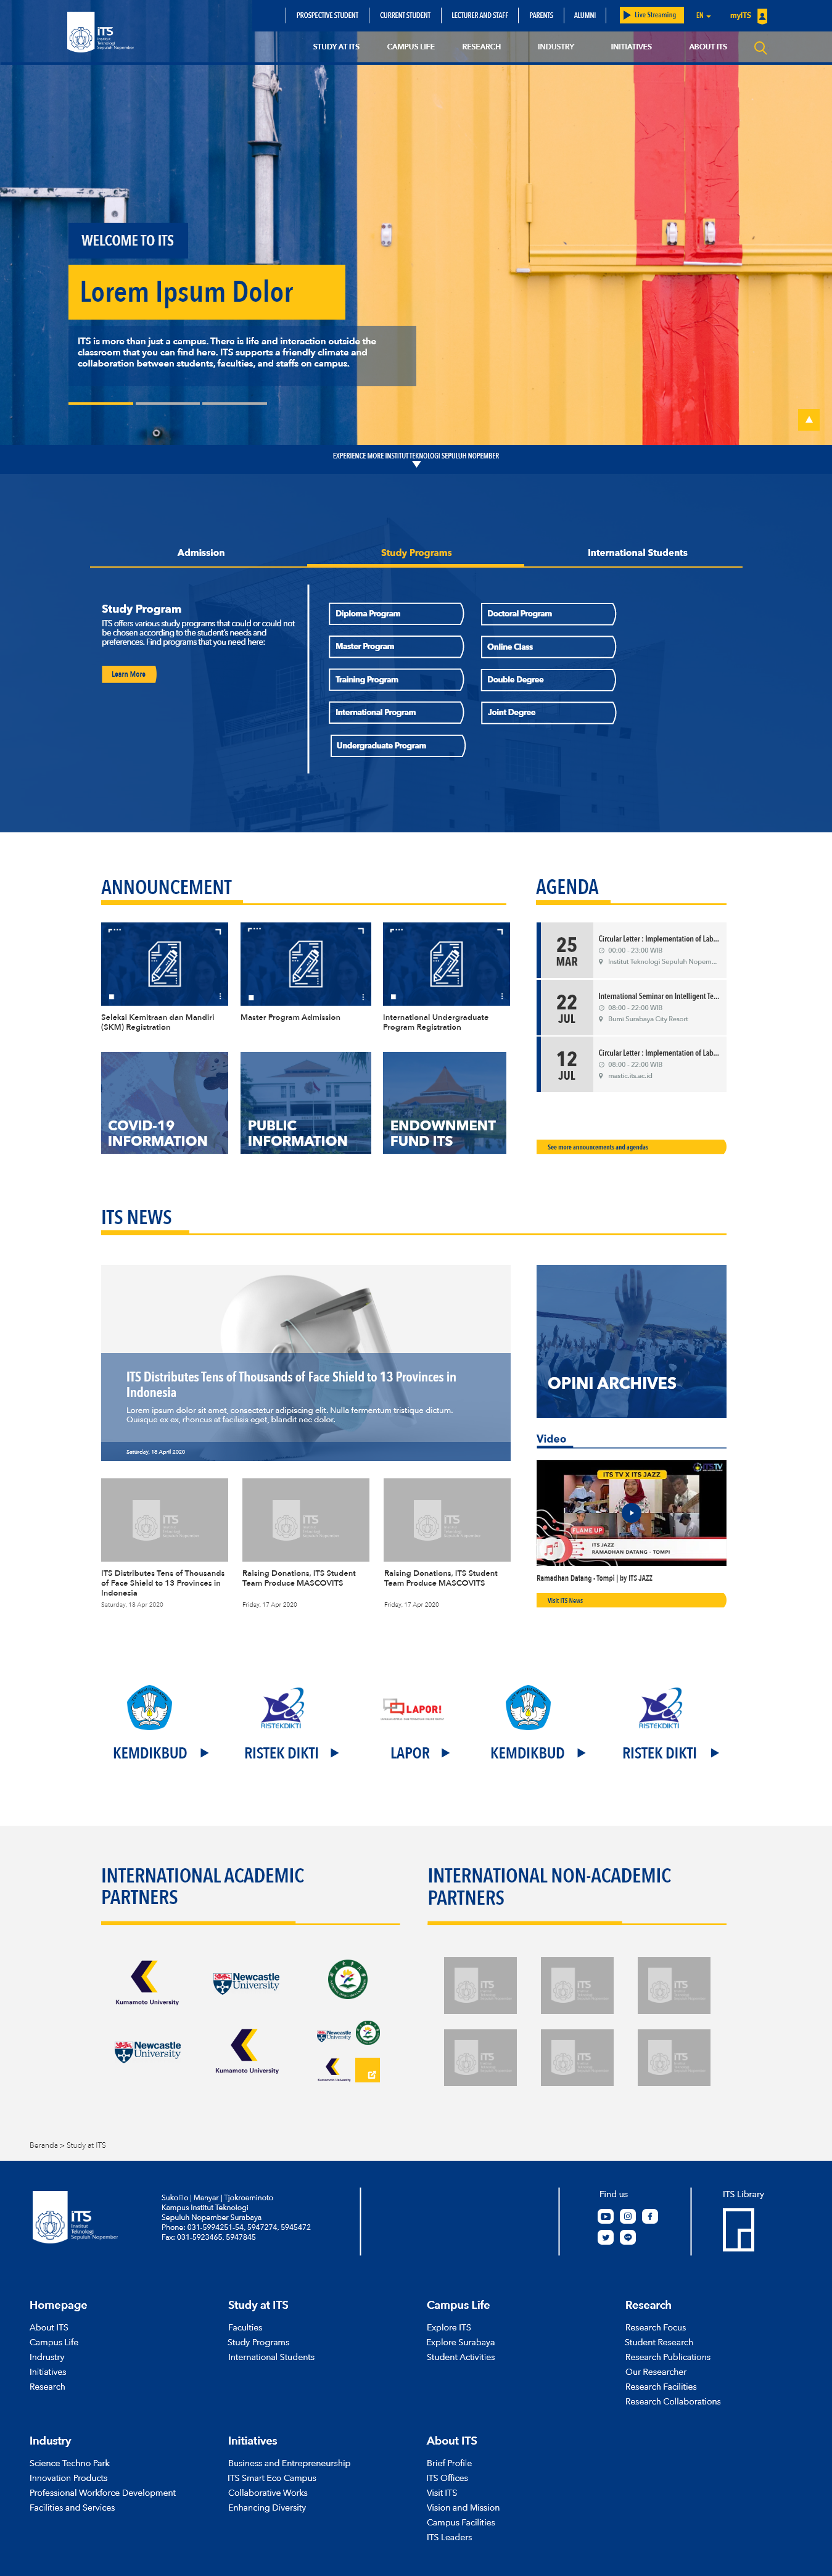 PROSPECTIVE STUDENT
CURRENT STUDENT
LECTURER AND STAFF
PARENTS
ALUMNI
Live Streaming
EN
myITS
ITS
Institut
Teknologi
Sepuluh Nopember
STUDY AT ITS
CAMPUS LIFE
RESEARCH
INDUSTRY
INITIATIVES
ABOUT ITS
WELCOME TO ITS
Lorem Ipsum Dolor
ITS is more than just a campus. There is life and interaction outside the
classroom that you can find here. ITS supports a friendly climate and
collaboration between students, faculties, and staffs on campus.
EXPERIENCE MORE INSTITUT TEKNOLOGI SEPULUH NOPEMBER
Admission
Study Programs
International Students
Study Program
ITS offers various study programs that could or could not
be chosen according to the student's needs and
preferences. Find programs that you need here:
Learn More
Diploma Program
Doctoral Program
Master Program
Online Class
Training Program
Double Degree
International Program
Joint Degree
Undergraduate Program
ANNOUNCEMENT
Seleksi Kemitraan dan Mandiri
(SKM) Registration
Master Program Admission
International Undergraduate
Program Registration
COVID-19
INFORMATION
PUBLIC
INFORMATION
ENDOWNMENT
FUND ITS
AGENDA
25
MAR
Circular Letter : Implementation of Lab...
00:00 - 23:00 WIB
Institut Teknologi Sepuluh Nopem...
22
JUL
International Seminar on Intelligent Te...
08:00 - 22:00 WIB
Bumi Surabaya City Resort
12
JUL
Circular Letter : Implementation of Lab...
08:00 - 22:00 WIB
mastic.its.ac.id
See more announcements and agendas
ITS NEWS
ITS Distributes Tens of Thousands of Face Shield to 13 Provinces in
Indonesia
Lorem ipsum dolor sit amet, consectetur adipiscing elit. Nulla fermentum tristique dictum.
Quisque ex ex, rhoncus at facilisis eget, blandit nec dolor.
Saturday, 18 April 2020
ITS
ITS
ITS
ITS Distributes Tens of Thousands
of Face Shield to 13 Provinces in
Indonesia
Saturday, 18 Apr 2020
Raising Donations, ITS Student
Team Produce MASCOVITS
Friday, 17 Apr 2020
Raising Donations, ITS Student
Team Produce MASCOVITS
Friday, 17 Apr 2020
OPINI ARCHIVES
Video
ITS TV
ITS TV X ITS JAZZ
FLAME UP
ITS JAZZ
RAMADHAN DATANG - TOMPI
Ramadhan Datang - Tompi | by ITS JAZZ
Visit ITS News
RISTEKDIKTI
LAPOR!
RISTEKDIKTI
KEMDIKBUD
RISTEK DIKTI
LAPOR
KEMDIKBUD
RISTEK DIKTI
INTERNATIONAL ACADEMIC
PARTNERS
Kumamoto University
Newcastle
University
Newcastle
University
Kumamoto University
Newcastle
University
Kumamoto University
INTERNATIONAL NON-ACADEMIC
PARTNERS
ITS
ITS
ITS
ITS
ITS
ITS
Beranda > Study at ITS
ITS
Institut
Teknologi
Sepuluh Nopember
Sukolilo | Manyar | Tjokroaminoto
Kampus Institut Teknologi
Sepuluh Nopember Surabaya
Phone: 031-5994251-54, 5947274, 5945472
Fax: 031-5923465, 5947845
Find us
ITS Library
Homepage
About ITS
Campus Life
Indrustry
Initiatives
Research
Study at ITS
Faculties
Study Programs
International Students
Campus Life
Explore ITS
Explore Surabaya
Student Activities
Research
Research Focus
Student Research
Research Publications
Our Researcher
Research Facilities
Research Collaborations
Industry
Science Techno Park
Innovation Products
Professional Workforce Development
Facilities and Services
Initiatives
Business and Entrepreneurship
ITS Smart Eco Campus
Collaborative Works
Enhancing Diversity
About ITS
Brief Profile
ITS Offices
Visit ITS
Vision and Mission
Campus Facilities
ITS Leaders